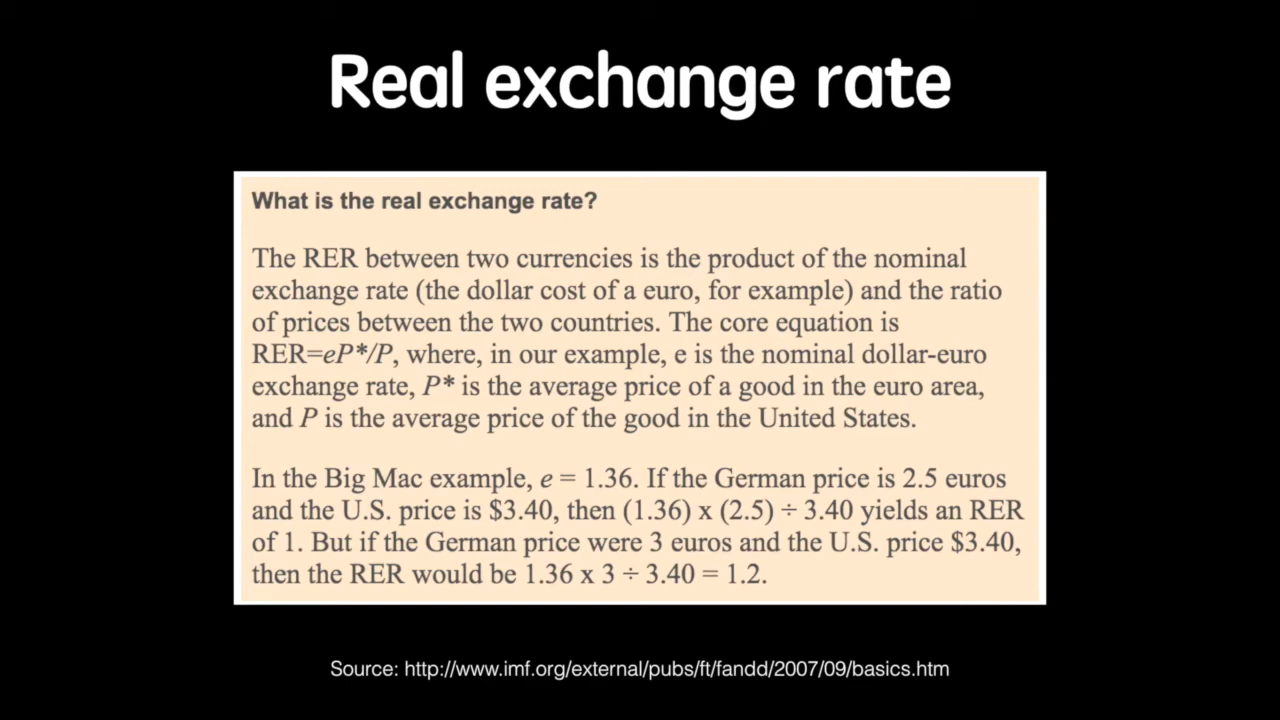 Real exchange rate
What is the real exchange rate?
The RER between two currencies is the product of the nominal
exchange rate (the dollar cost of a euro, for example) and the ratio
of prices between the two countries. The core equation is
RER=eP*/P, where, in our example, e is the nominal dollar-euro
exchange rate, P* is the average price of a good in the euro area,
and P is the average price of the good in the United States.
In the Big Mac example, e = 1.36. If the German price is 2.5 euros
and the U.S. price is $3.40, then (1.36) x (2.5) ÷ 3.40 yields an RER
of 1. But if the German price were 3 euros and the U.S. price $3.40,
then the RER would be 1.36 x 3 ÷ 3.40 = 1.2.
Source: http://www.imf.org/external/pubs/ft/fandd/2007/09/basics.htm